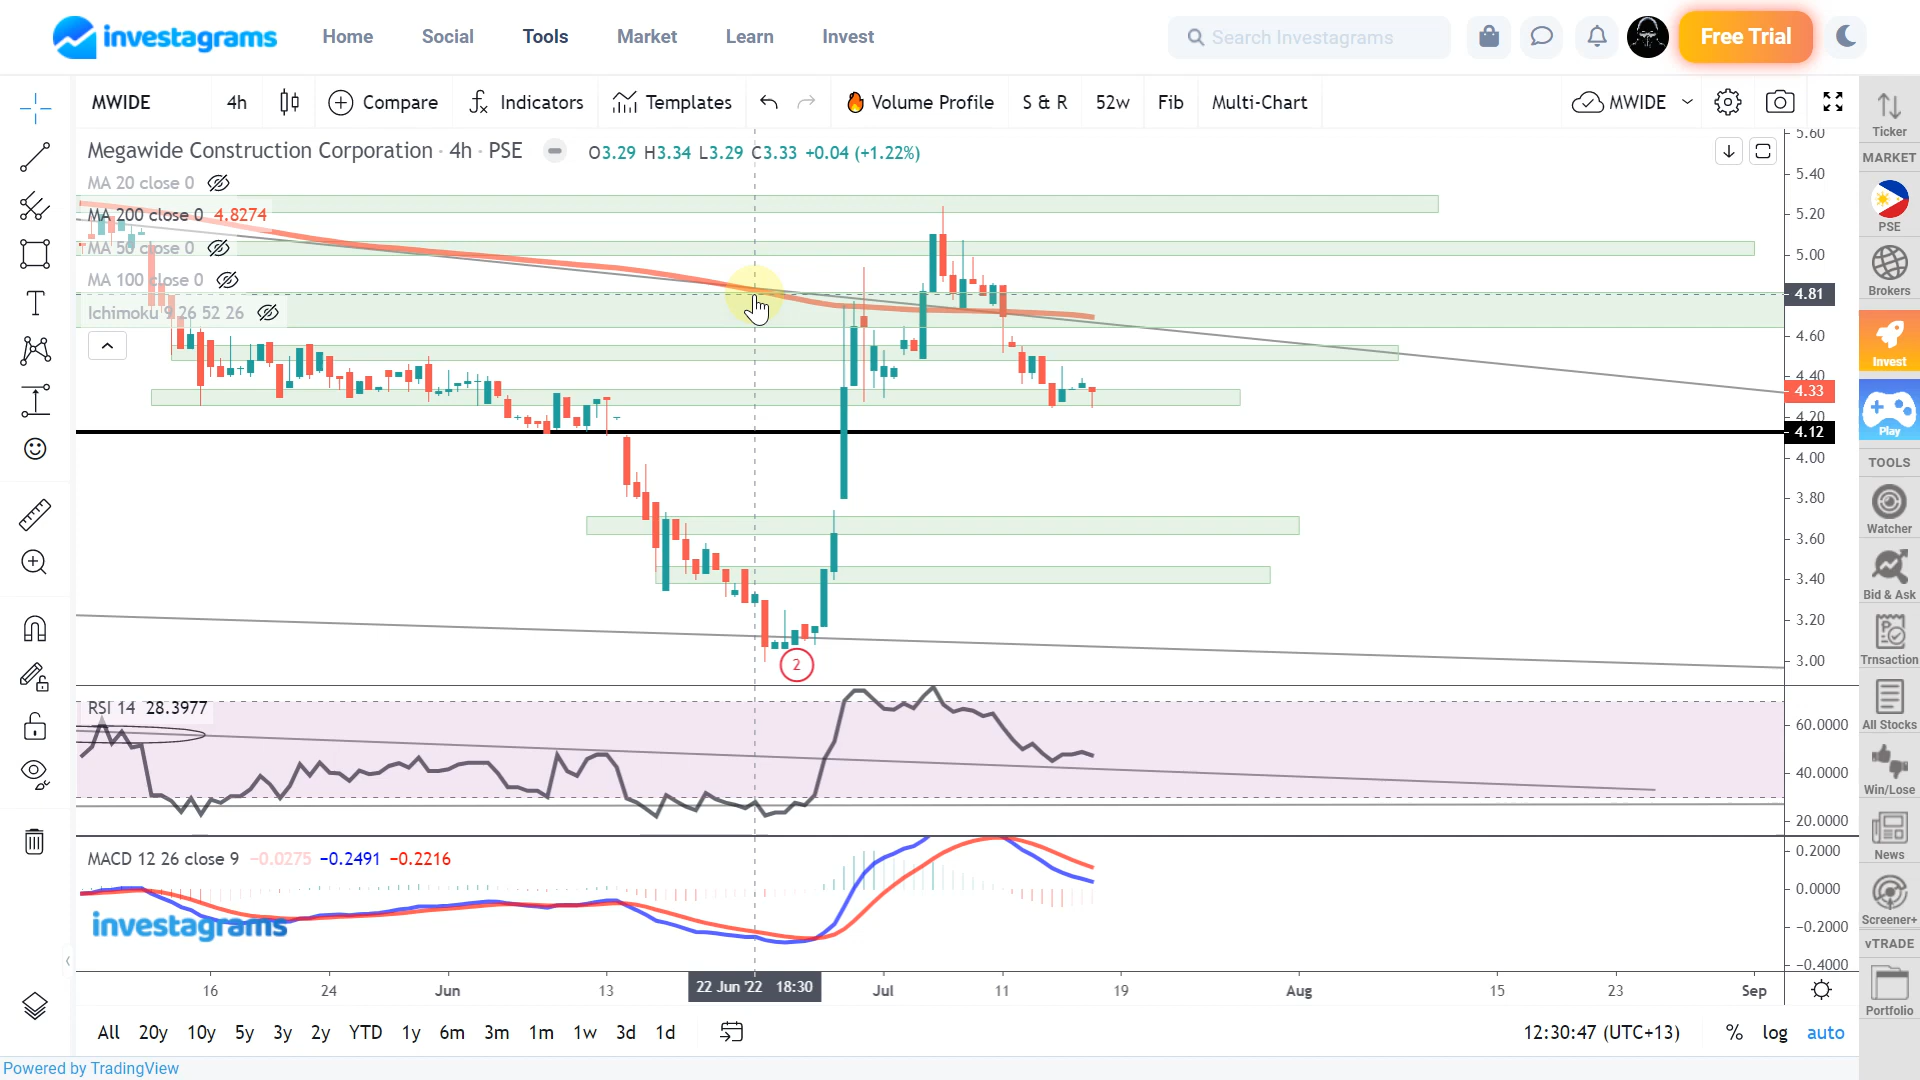 investagrams
Home Social Tools Market Learn Invest
Search Investagrams
Free Trial
MWIDE 4h Compare Indicators Templates Volume Profile S & R 52w Fib Multi-Chart MWIDE
Megawide Construction Corporation · 4h · PSE O3.29 H3.34 L3.29 C3.33 +0.04 (+1.22%)
MA 20 close 0
MA 200 close 0 4.8274
MA 50 close 0
MA 100 close 0
Ichimoku 9 26 52 26
5.60
5.40
5.20
5.00
4.81
4.60
4.40
4.33
4.20
4.12
4.00
3.80
3.60
3.40
3.20
3.00
2
RSI 14 28.3977
60.0000
40.0000
20.0000
MACD 12 26 close 9 −0.0275 −0.2491 −0.2216
0.2000
0.0000
−0.2000
−0.4000
investagrams
16 24 Jun 13 22 Jun '22 18:30 Jul 11 19 Aug 15 23 Sep
All 20y 10y 5y 3y 2y YTD 1y 6m 3m 1m 1w 3d 1d 12:30:47 (UTC+13) % log auto
Powered by TradingView
Ticker
MARKET
PSE
Brokers
Invest
Play
TOOLS
Watcher
Bid & Ask
Trnsaction
All Stocks
Win/Lose
News
Screener+
vTRADE
Portfolio